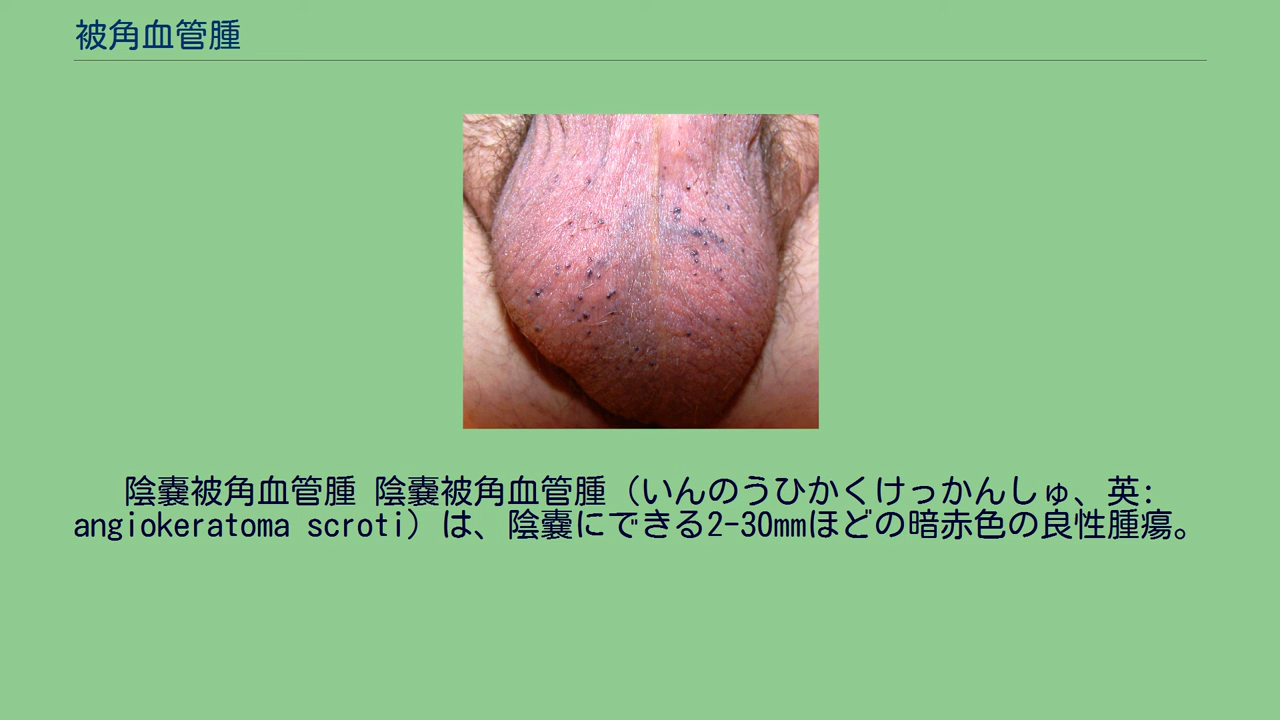 被角血管腫
陰嚢被角血管腫 陰嚢被角血管腫（いんのうひかくけっかんしゅ、英:
angiokeratoma scroti）は、陰嚢にできる2-30mmほどの暗赤色の良性腫瘍。